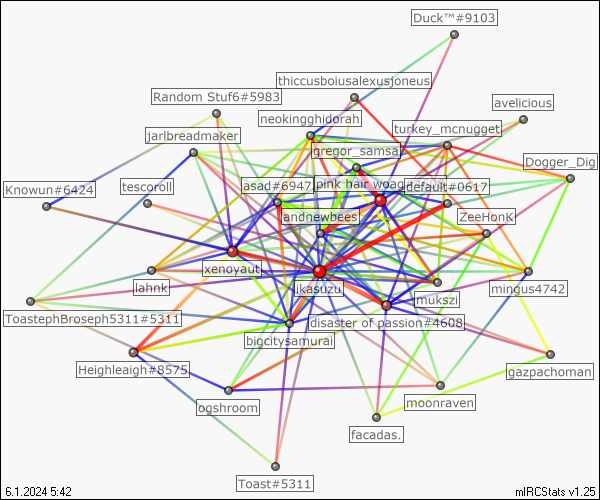 Duck™#9103
thiccusboiusalexusjoneus
Random Stuf6#5983
avelicious
neokingghidorah
turkey_mcnugget
jarlbreadmaker
gregor_samsa
Dogger_Dig
asad#6947
pink hair woag
default#0617
Knowun#6424
tescoroll
landnewbees
ZeeHonK
xenoyaut
lahnk
likasuzu
mukszi
mingus4742
ToastephBroseph5311#5311
disaster of passion#4608
bigcitysamurai
Heighleaigh#8575
gazpachoman
ogshroom
moonraven
facadas.
Toast#5311
6.1.2024 5:42
mIRCStats v1.25